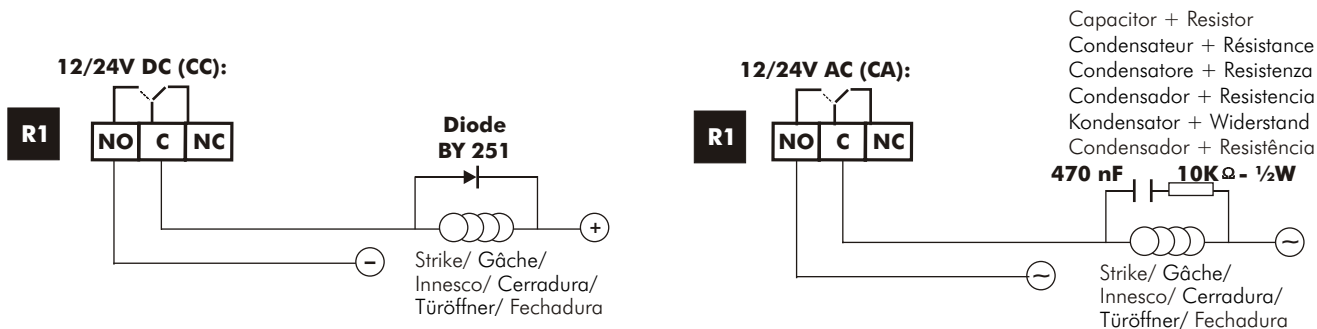 12/24V DC (CC):
R1
NO C NC
Diode
BY 251
+
−
Strike/ Gâche/
Innesco/ Cerradura/
Türöffner/ Fechadura
Capacitor + Resistor
Condensateur + Résistance
Condensatore + Resistenza
Condensador + Resistencia
Kondensator + Widerstand
Condensador + Resistência
12/24V AC (CA):
R1
NO C NC
470 nF 10KΩ - ½W
~
~
Strike/ Gâche/
Innesco/ Cerradura/
Türöffner/ Fechadura